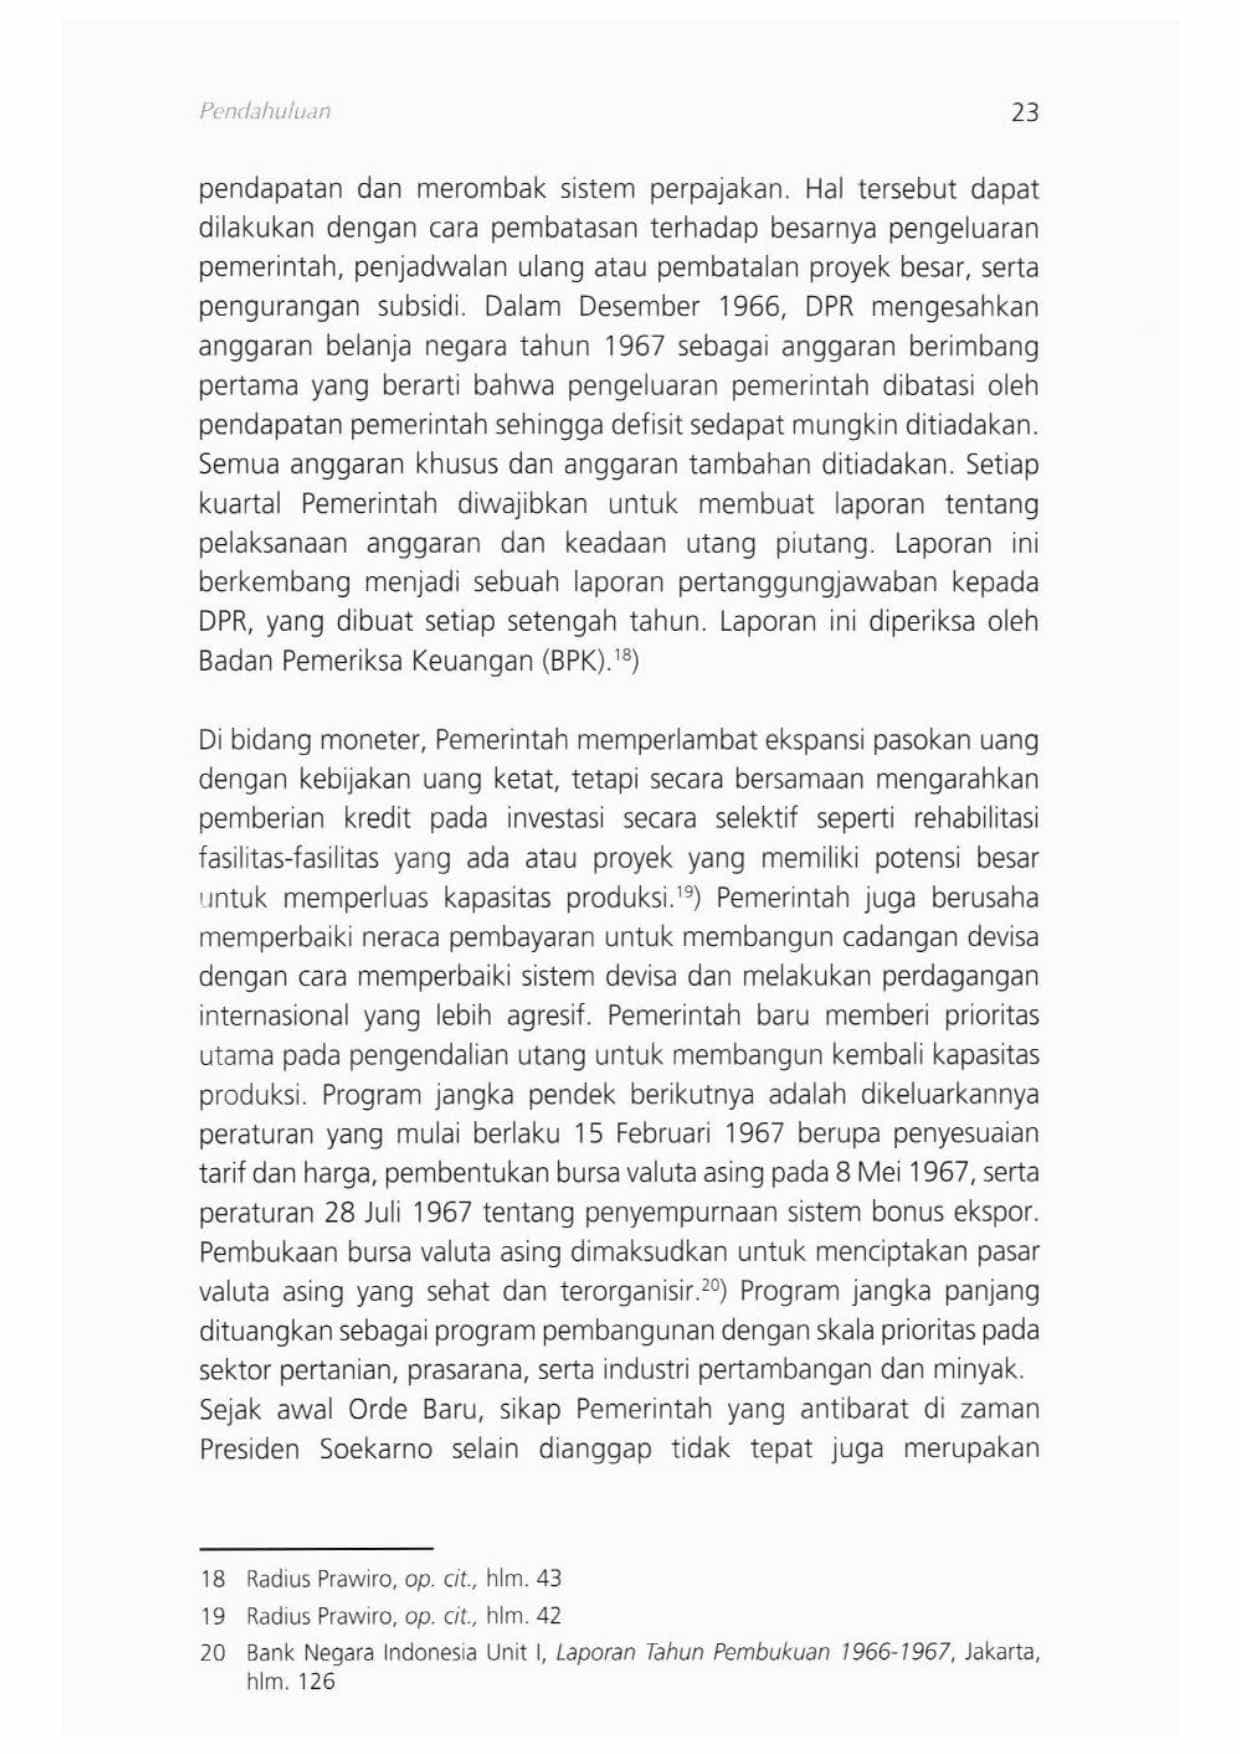 Pendahuluan 23
pendapatan dan merombak sistem perpajakan. Hal tersebut dapat
dilakukan dengan cara pembatasan terhadap besarnya pengeluaran
pemerintah, penjadwalan ulang atau pembatalan proyek besar, serta
pengurangan subsidi. Dalam Desember 1966, DPR mengesahkan
anggaran belanja negara tahun 1967 sebagai anggaran berimbang
pertama yang berarti bahwa pengeluaran pemerintah dibatasi oleh
pendapatan pemerintah sehingga defisit sedapat mungkin ditiadakan.
Semua anggaran khusus dan anggaran tambahan ditiadakan. Setiap
kuartal Pemerintah diwajibkan untuk membuat laporan tentang
pelaksanaan anggaran dan keadaan utang piutang. Laporan ini
berkembang menjadi sebuah laporan pertanggungjawaban kepada
DPR, yang dibuat setiap setengah tahun. Laporan ini diperiksa oleh
Badan Pemeriksa Keuangan (BPK).¹⁸)
Di bidang moneter, Pemerintah memperlambat ekspansi pasokan uang
dengan kebijakan uang ketat, tetapi secara bersamaan mengarahkan
pemberian kredit pada investasi secara selektif seperti rehabilitasi
fasilitas-fasilitas yang ada atau proyek yang memiliki potensi besar
untuk memperluas kapasitas produksi.¹⁹) Pemerintah juga berusaha
memperbaiki neraca pembayaran untuk membangun cadangan devisa
dengan cara memperbaiki sistem devisa dan melakukan perdagangan
internasional yang lebih agresif. Pemerintah baru memberi prioritas
utama pada pengendalian utang untuk membangun kembali kapasitas
produksi. Program jangka pendek berikutnya adalah dikeluarkannya
peraturan yang mulai berlaku 15 Februari 1967 berupa penyesuaian
tarif dan harga, pembentukan bursa valuta asing pada 8 Mei 1967, serta
peraturan 28 Juli 1967 tentang penyempurnaan sistem bonus ekspor.
Pembukaan bursa valuta asing dimaksudkan untuk menciptakan pasar
valuta asing yang sehat dan terorganisir.²⁰) Program jangka panjang
dituangkan sebagai program pembangunan dengan skala prioritas pada
sektor pertanian, prasarana, serta industri pertambangan dan minyak.
Sejak awal Orde Baru, sikap Pemerintah yang antibarat di zaman
Presiden Soekarno selain dianggap tidak tepat juga merupakan
18 Radius Prawiro, op. cit., hlm. 43
19 Radius Prawiro, op. cit., hlm. 42
20 Bank Negara Indonesia Unit I, Laporan Tahun Pembukuan 1966-1967, Jakarta,
hlm. 126